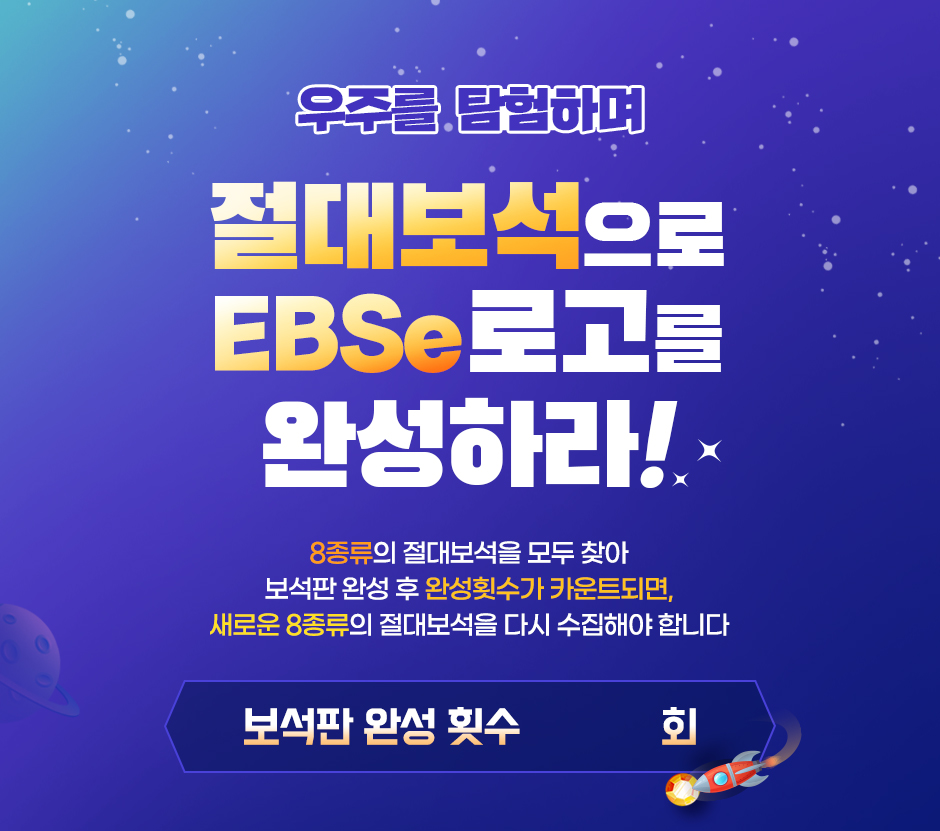 우주를 탐험하며
절대보석으로
EBSe로고를
완성하라!
8종류의 절대보석을 모두 찾아
보석판 완성 후 완성횟수가 카운트되면,
새로운 8종류의 절대보석을 다시 수집해야 합니다
보석판 완성 횟수 회